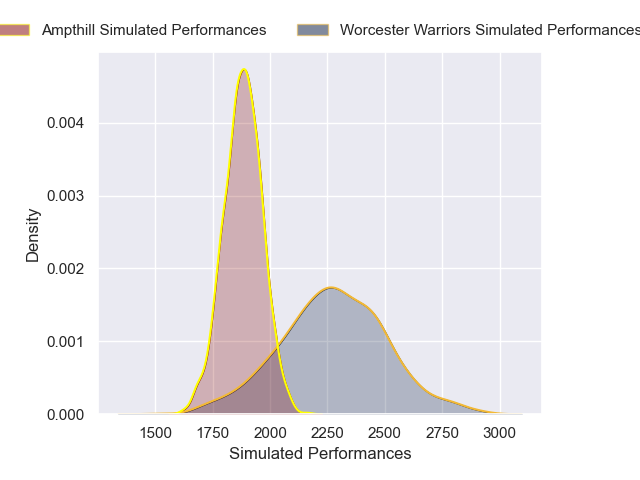 Ampthill Simulated Performances Worcester Warriors Simulated Performances
0.004
0.003
0.002
0.001
0.000
Density
1500 1750 2000 2250 2500 2750 3000
Simulated Performances